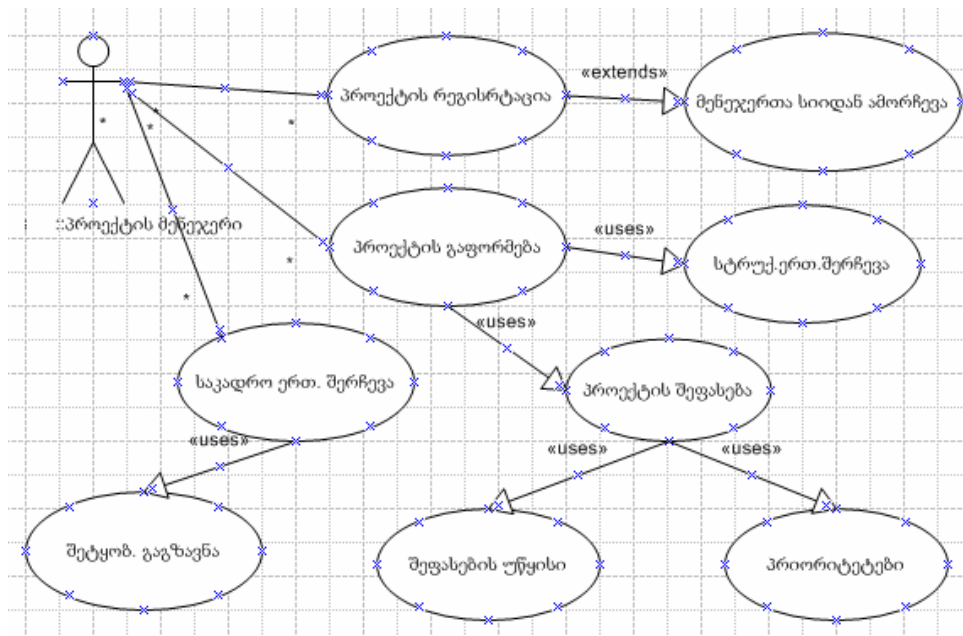 პროექტის რეგისრტაცია
«extends»
მენეჯერთა სიიდან ამორჩევა
*
*
*
*
::პროექტის მენეჯერი
პროექტის გაფორმება
«uses»
სტრუქ.ერთ.შერჩევა
*
*
«uses»
საკადრო ერთ. შერჩევა
პროექტის შეფასება
«uses»
«uses»
«uses»
შეტყობ. გაგზავნა
შეფასების უწყისი
პრიორიტეტები